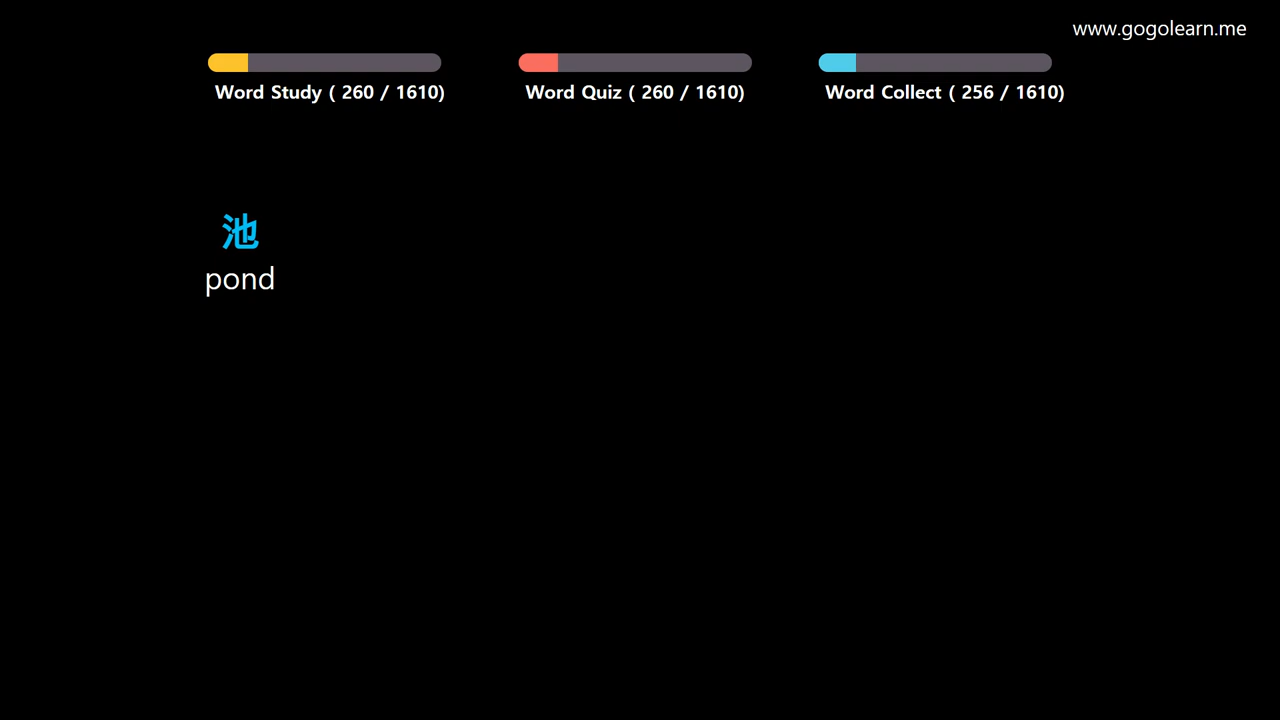 www.gogolearn.me
Word Study ( 260 / 1610)
Word Quiz ( 260 / 1610)
Word Collect ( 256 / 1610)
池
pond